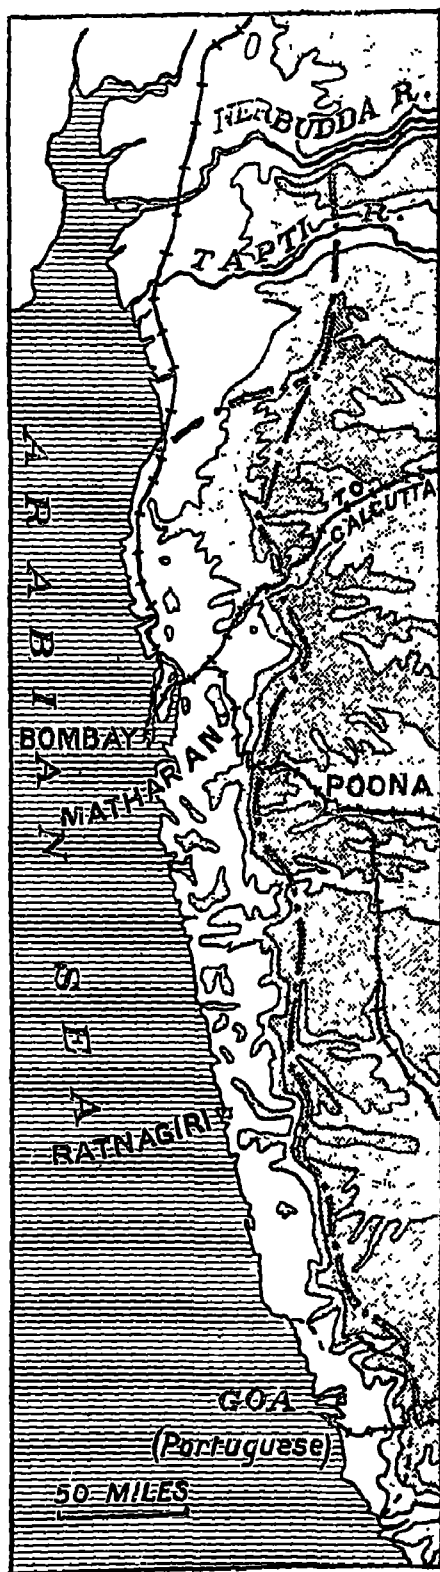 NERBUDDA R.
TAPTI R.
TO CALCUTTA
ARABIAN SEA
BOMBAY
MATHARAN
POONA
RATNAGIRI
GOA
(Portuguese)
50 MILES